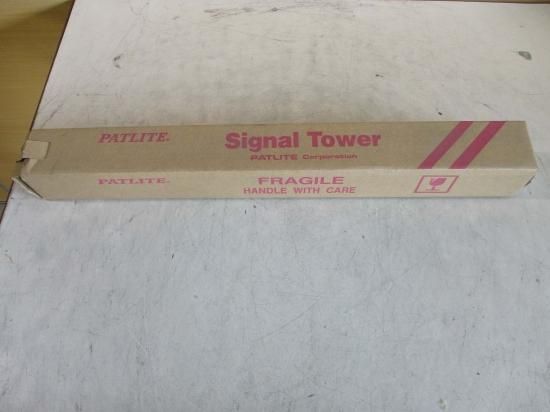 PATLITE.
Signal Tower
PATLITE Corporation
PATLITE.
FRAGILE
HANDLE WITH CARE